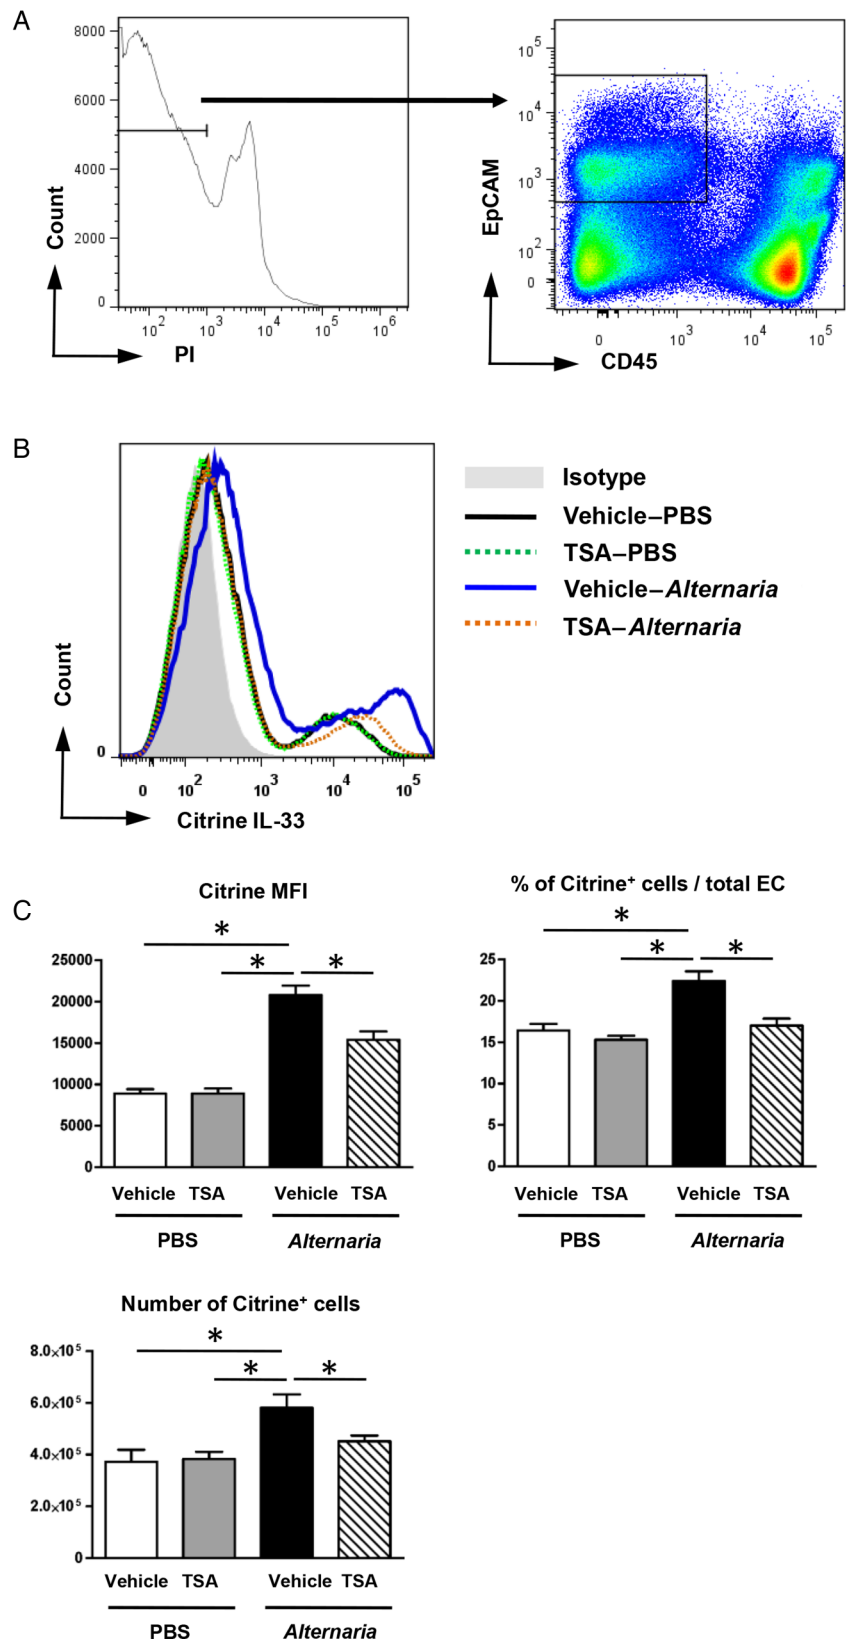 A
8000
6000
4000
2000
0
Count
10^2 10^3 10^4 10^5 10^6
PI
10^5
10^4
10^3
10^2
0
EpCAM
0 10^3 10^4 10^5
CD45
B
Count
0
0 10^2 10^3 10^4 10^5
Citrine IL-33
Isotype
Vehicle–PBS
TSA–PBS
Vehicle–Alternaria
TSA–Alternaria
C
Citrine MFI
* 
* *
25000
20000
15000
10000
5000
0
Vehicle TSA Vehicle TSA
PBS Alternaria
% of Citrine+ cells / total EC
*
* *
25
20
15
10
5
0
Vehicle TSA Vehicle TSA
PBS Alternaria
Number of Citrine+ cells
*
* *
8.0×10^5
6.0×10^5
4.0×10^5
2.0×10^5
0
Vehicle TSA Vehicle TSA
PBS Alternaria